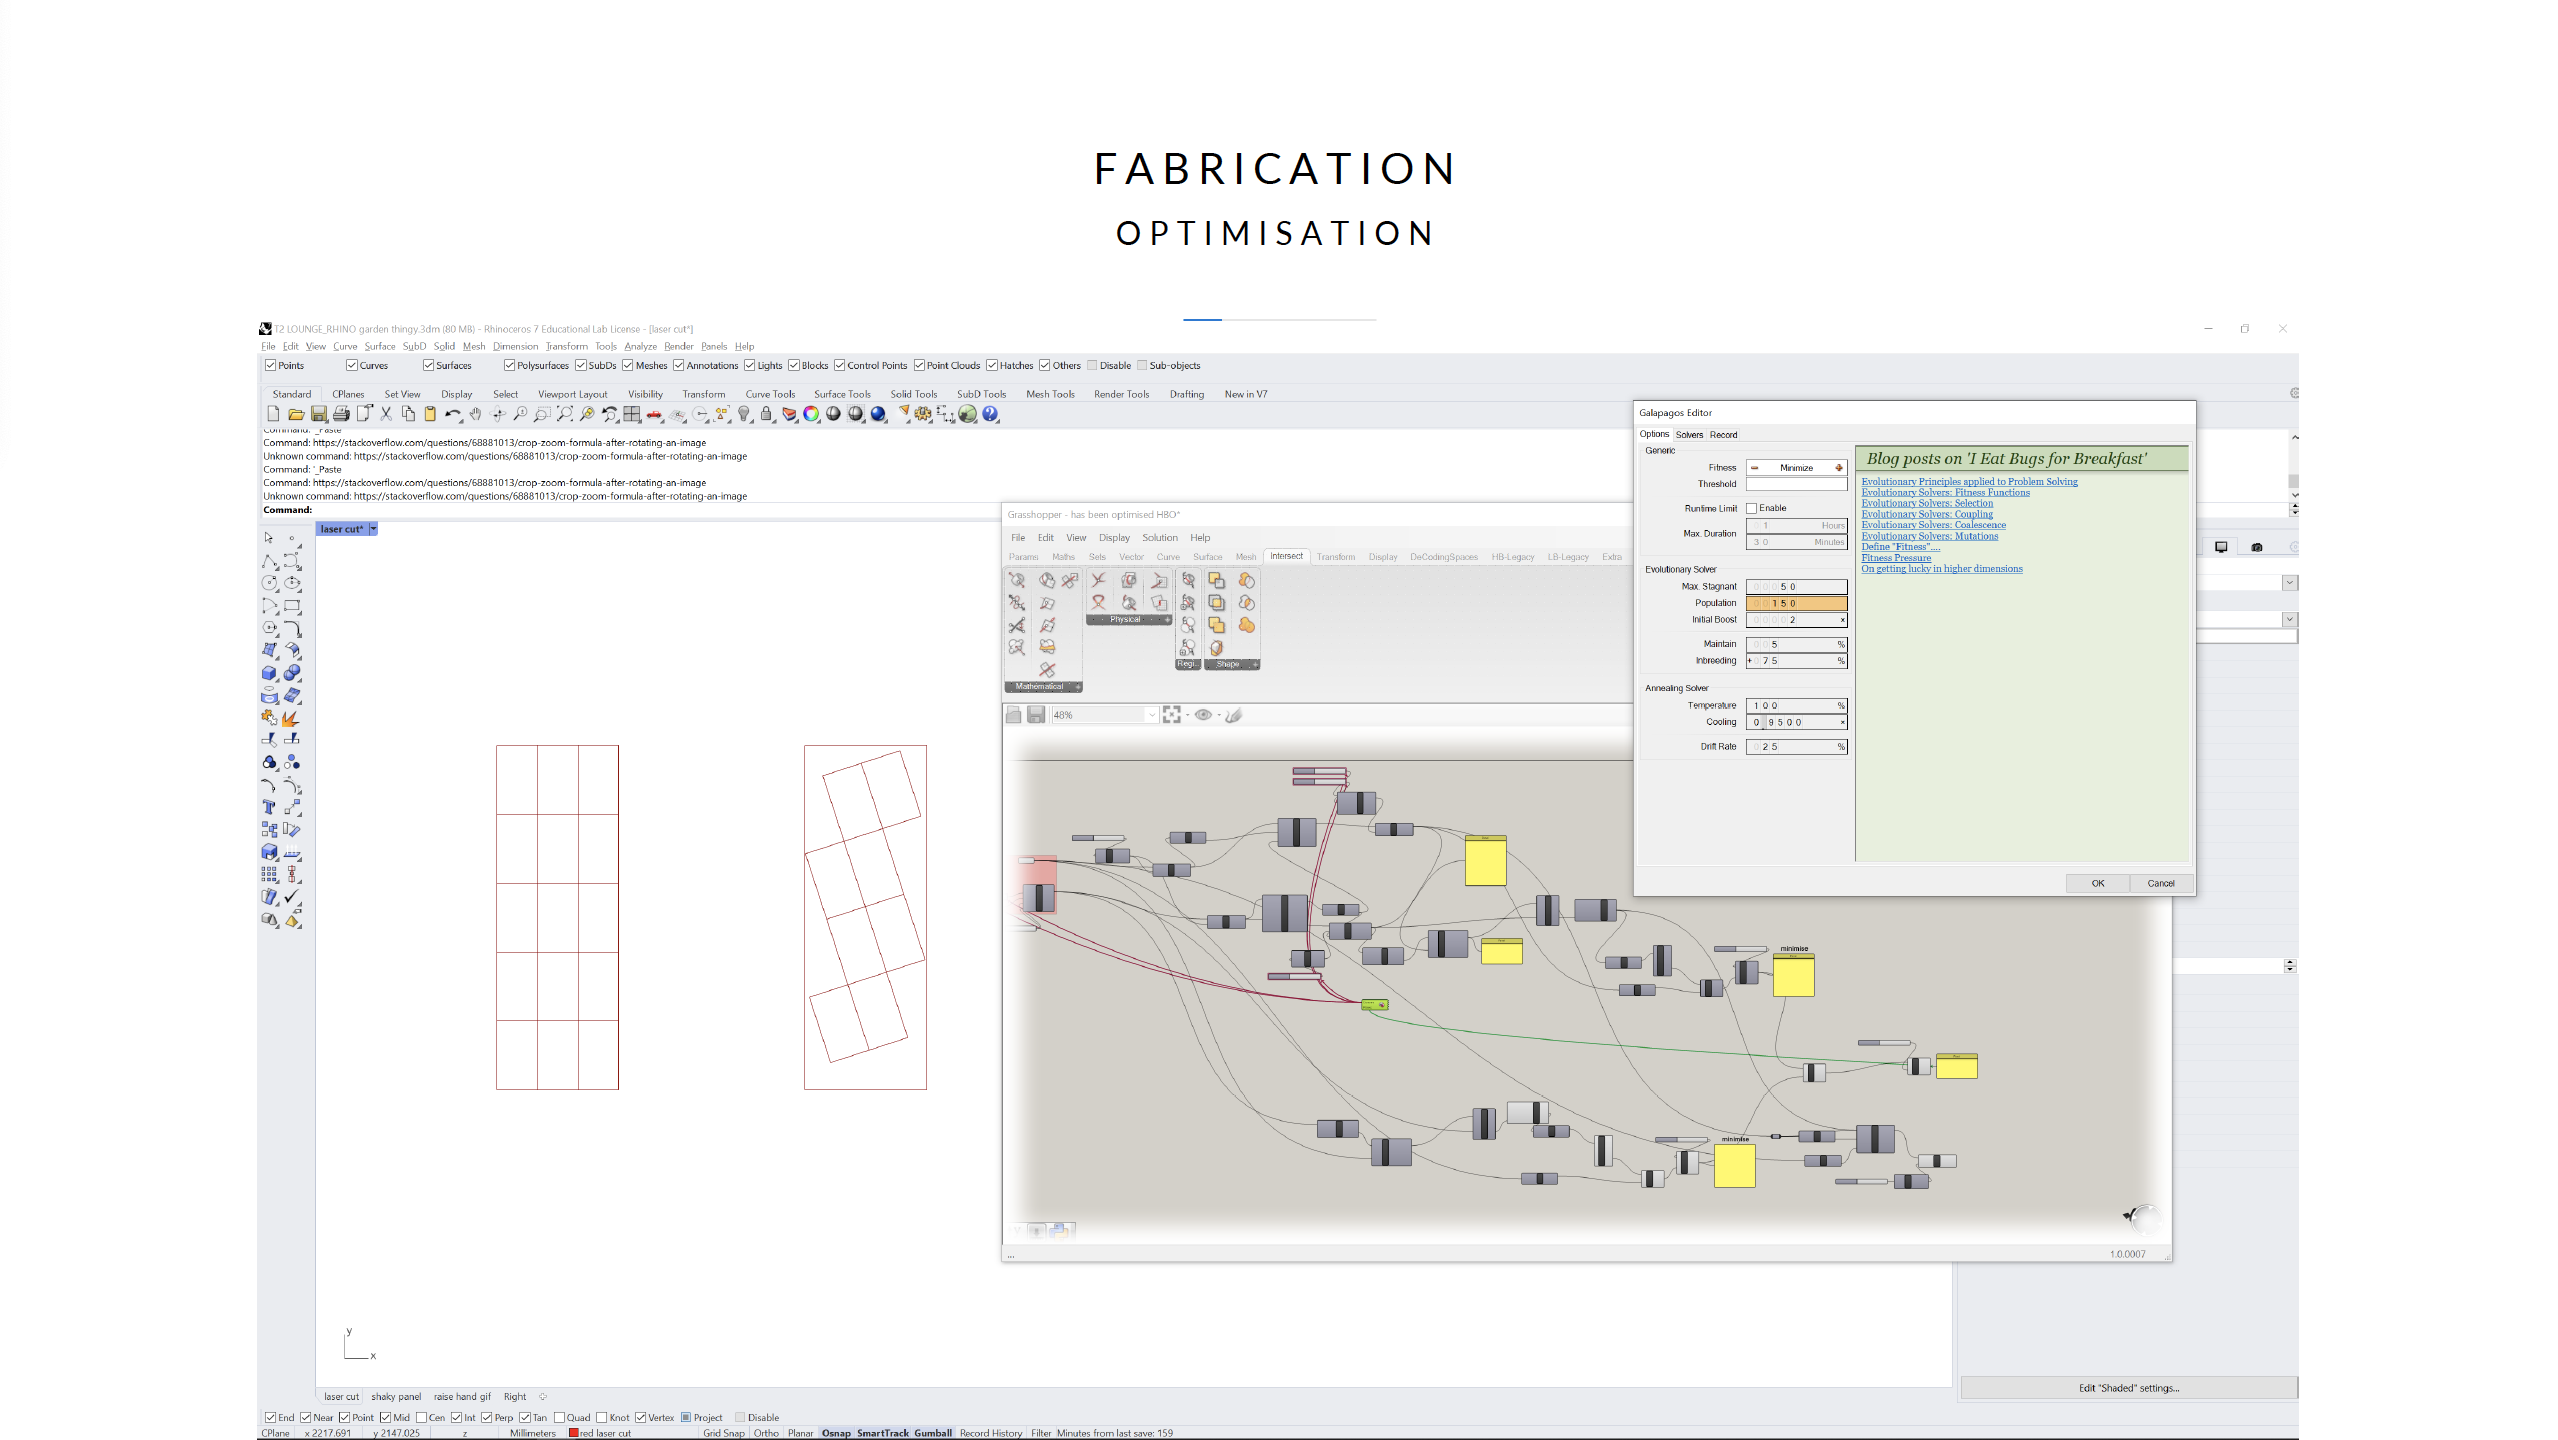 FABRICATION
OPTIMISATION
T2 LOUNGE_RHINO garden thingy.3dm (80 MB) - Rhinoceros 7 Educational Lab License - [laser cut*]
File Edit View Curve Surface SubD Solid Mesh Dimension Transform Tools Analyze Render Panels Help
Points Curves Surfaces Polysurfaces SubDs Meshes Annotations Lights Blocks Control Points Point Clouds Hatches Others Disable Sub-objects
Standard CPlanes Set View Display Select Viewport Layout Visibility Transform Curve Tools Surface Tools Solid Tools SubD Tools Mesh Tools Render Tools Drafting New in V7
Command: '_Paste
Command: https://stackoverflow.com/questions/68881013/crop-zoom-formula-after-rotating-an-image
Unknown command: https://stackoverflow.com/questions/68881013/crop-zoom-formula-after-rotating-an-image
Command: '_Paste
Command: https://stackoverflow.com/questions/68881013/crop-zoom-formula-after-rotating-an-image
Unknown command: https://stackoverflow.com/questions/68881013/crop-zoom-formula-after-rotating-an-image
Command:
laser cut*
Grasshopper - has been optimised HBO*
File Edit View Display Solution Help
Params Maths Sets Vector Curve Surface Mesh Intersect Transform Display DeCodingSpaces HB-Legacy LB-Legacy Extra
Physical
Regi..
Shape
Mathematical
48%
Galapagos Editor
Options Solvers Record
Generic
Fitness Minimize
Threshold
Runtime Limit Enable
Max. Duration 01 Hours
30 Minutes
Evolutionary Solver
Max. Stagnant 00050
Population 00150
Initial Boost 00002 x
Maintain 005 %
Inbreeding +075 %
Annealing Solver
Temperature 100 %
Cooling 0.9500 x
Drift Rate 025 %
Blog posts on 'I Eat Bugs for Breakfast'
Evolutionary Principles applied to Problem Solving
Evolutionary Solvers: Fitness Functions
Evolutionary Solvers: Selection
Evolutionary Solvers: Coupling
Evolutionary Solvers: Coalescence
Evolutionary Solvers: Mutations
Define "Fitness"....
Fitness Pressure
On getting lucky in higher dimensions
OK Cancel
minimise
minimise
...
1.0.0007
y
x
laser cut shaky panel raise hand gif Right
Edit "Shaded" settings...
End Near Point Mid Cen Int Perp Tan Quad Knot Vertex Project Disable
CPlane x 2217.691 y 2147.025 z Millimeters red laser cut Grid Snap Ortho Planar Osnap SmartTrack Gumball Record History Filter Minutes from last save: 159